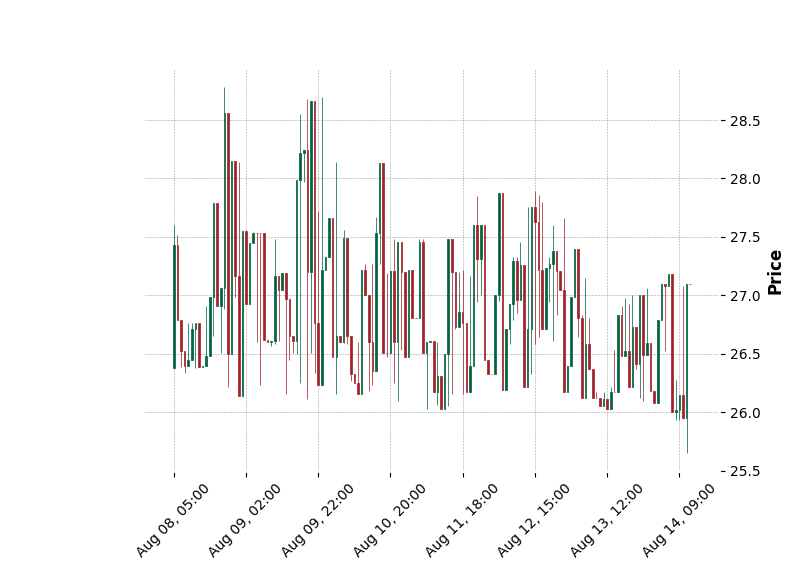 28.5
28.0
27.5
27.0
26.5
26.0
25.5
Price
Aug 08, 05:00
Aug 09, 02:00
Aug 09, 22:00
Aug 10, 20:00
Aug 11, 18:00
Aug 12, 15:00
Aug 13, 12:00
Aug 14, 09:00